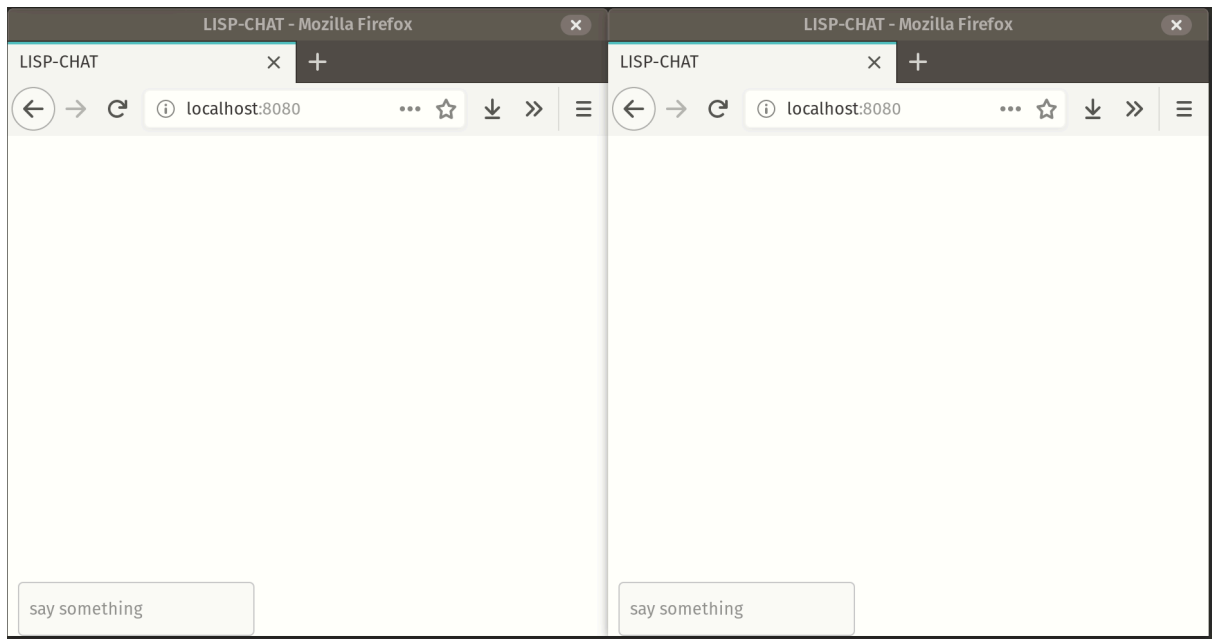 LISP-CHAT - Mozilla Firefox
LISP-CHAT
localhost:8080
say something
LISP-CHAT - Mozilla Firefox
LISP-CHAT
localhost:8080
say something